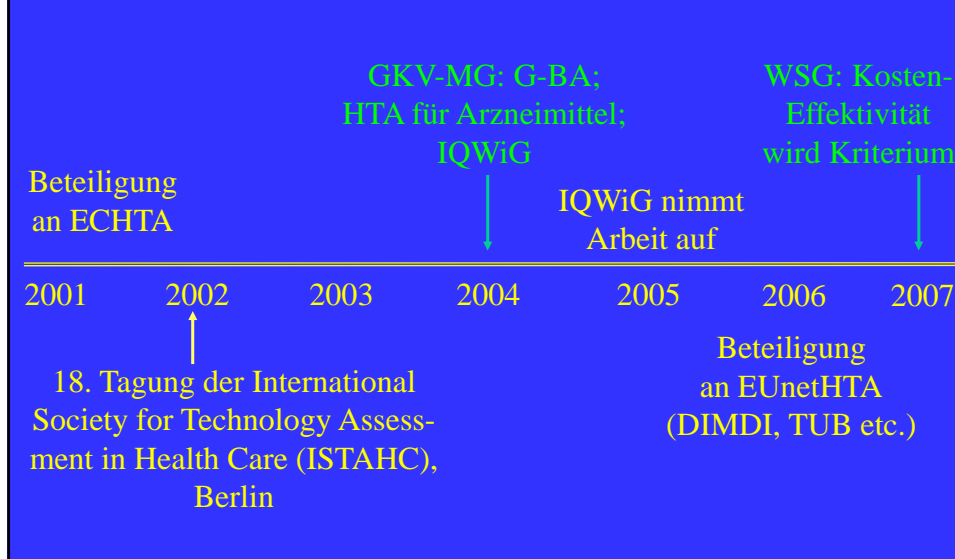 GKV-MG: G-BA;
HTA für Arzneimittel;
IQWiG
WSG: Kosten-
Effektivität
wird Kriterium
Beteiligung
an ECHTA
IQWiG nimmt
Arbeit auf
2001 2002 2003 2004 2005 2006 2007
18. Tagung der International
Society for Technology Assess-
ment in Health Care (ISTAHC),
Berlin
Beteiligung
an EUnetHTA
(DIMDI, TUB etc.)